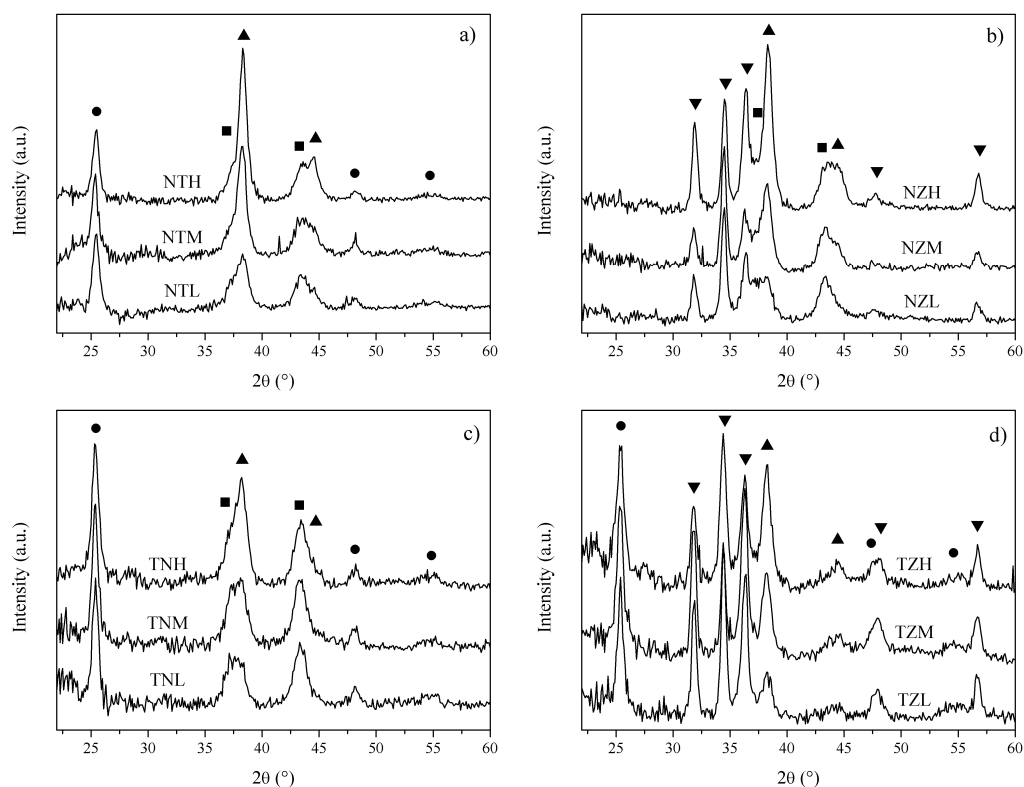 a)
Intensity (a.u.)
NTH
NTM
NTL
25 30 35 40 45 50 55 60
2θ (°)
b)
Intensity (a.u.)
NZH
NZM
NZL
25 30 35 40 45 50 55 60
2θ (°)
c)
Intensity (a.u.)
TNH
TNM
TNL
25 30 35 40 45 50 55 60
2θ (°)
d)
Intensity (a.u.)
TZH
TZM
TZL
25 30 35 40 45 50 55 60
2θ (°)